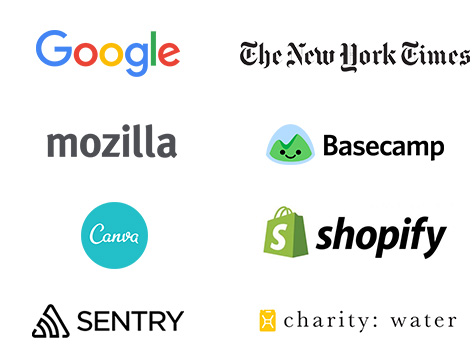 Google
The New York Times
mozilla
Basecamp
Canva
shopify
SENTRY
charity: water